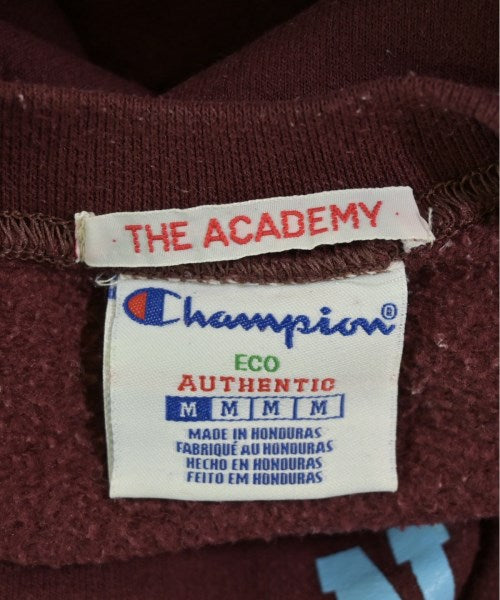 THE ACADEMY
Champion®
ECO
AUTHENTIC
M M M M
MADE IN HONDURAS
FABRIQUÉ AU HONDURAS
HECHO EN HONDURAS
FEITO EM HONDURAS